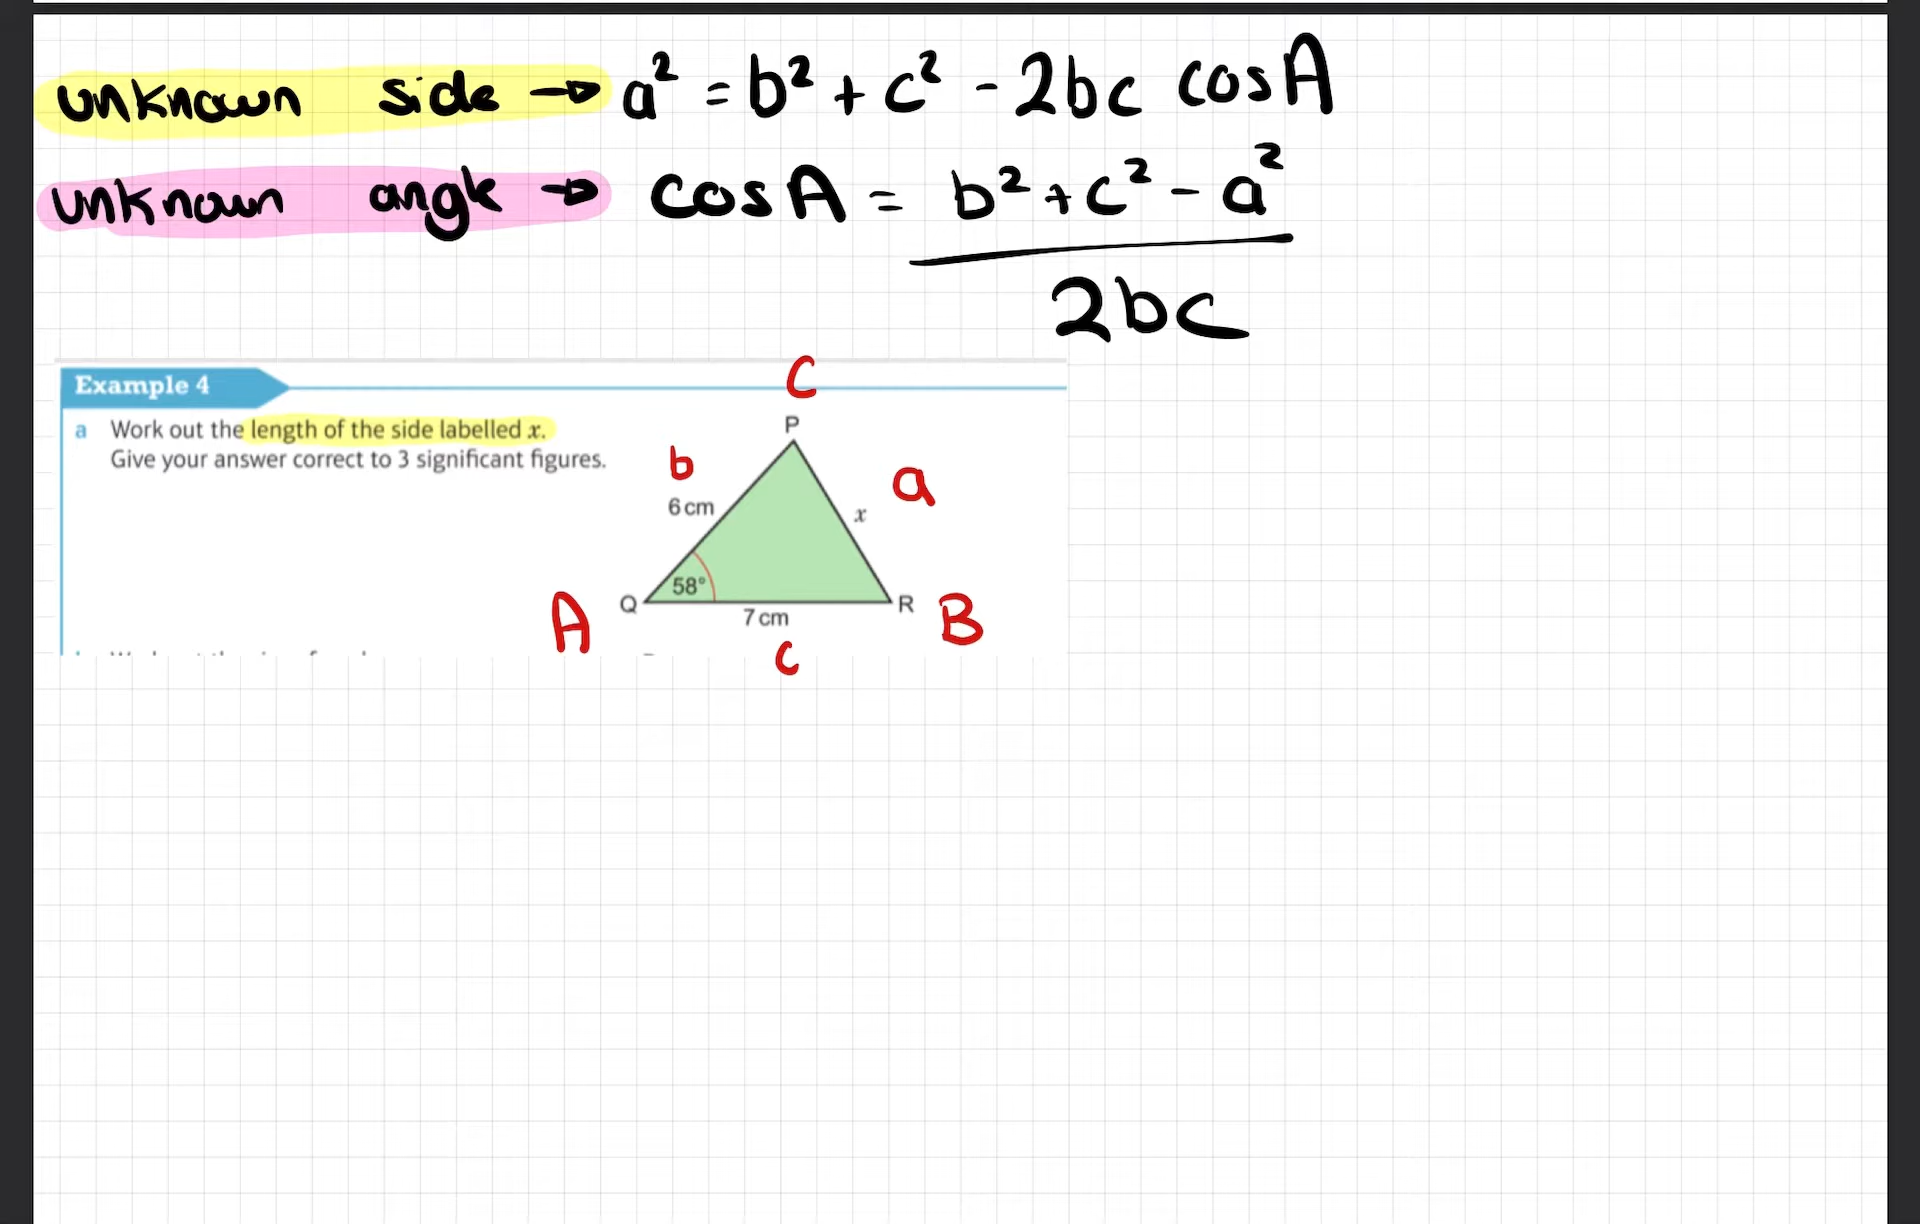 unknown side → a² = b² + c² - 2bc cosA
unknown angle → cosA = b² + c² - a²
2bc
Example 4
C
a Work out the length of the side labelled x.
P
Give your answer correct to 3 significant figures.
b
a
6 cm
x
58°
A
Q
R
B
7 cm
c